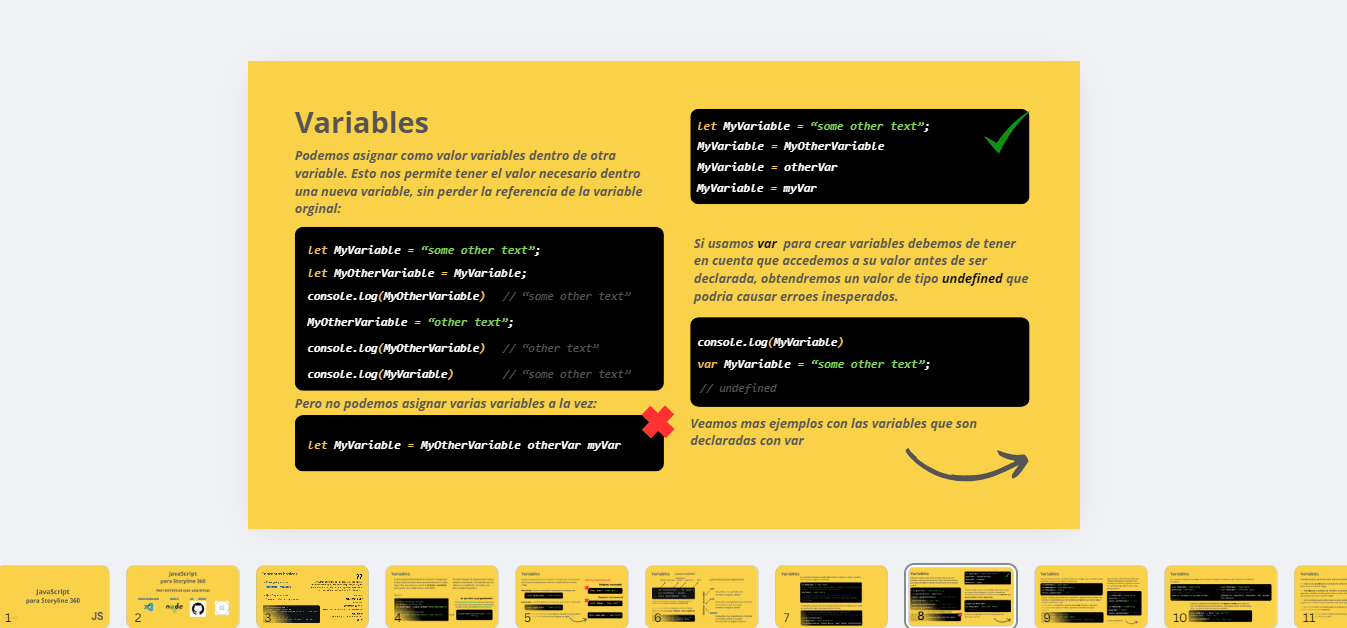 Variables
Podemos asignar como valor variables dentro de otra
variable. Esto nos permite tener el valor necesario dentro
una nueva variable, sin perder la referencia de la variable
orginal:
let MyVariable = “some other text”;
let MyOtherVariable = MyVariable;
console.log(MyOtherVariable) // “some other text”
MyOtherVariable = “other text”;
console.log(MyOtherVariable) // “other text”
console.log(MyVariable) // “some other text”
Pero no podemos asignar varias variables a la vez:
let MyVariable = MyOtherVariable otherVar myVar
let MyVariable = “some other text”;
MyVariable = MyOtherVariable
MyVariable = otherVar
MyVariable = myVar
Si usamos var para crear variables debemos de tener
en cuenta que accedemos a su valor antes de ser
declarada, obtendremos un valor de tipo undefined que
podria causar erroes inesperados.
console.log(MyVariable)
var MyVariable = “some other text”;
// undefined
Veamos mas ejemplos con las variables que son
declaradas con var
JavaScript
para Storyline 360
JS
1
JavaScript
para Storyline 360
2
3
4
5
6
7
8
9
10
11